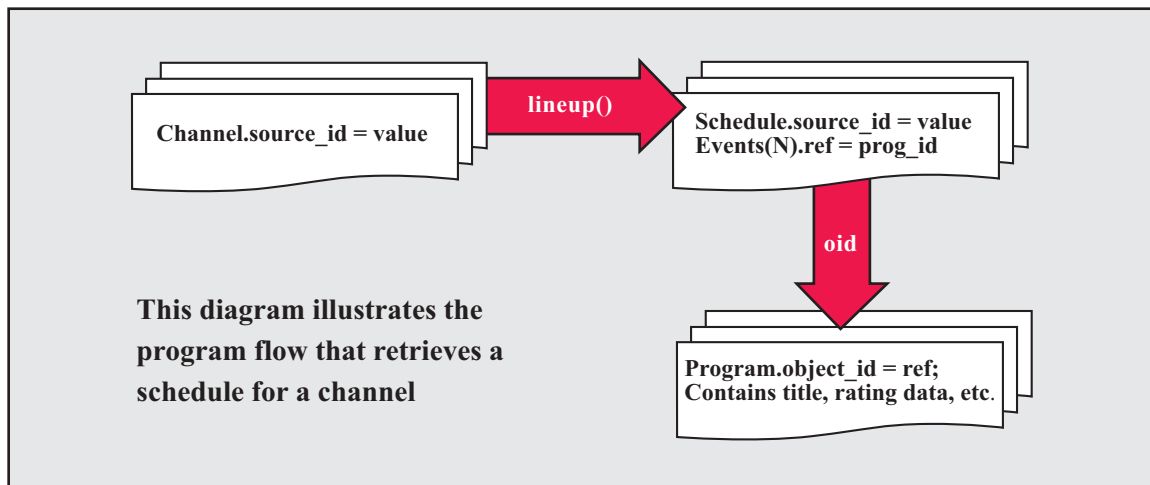 Channel.source_id = value
lineup()
Schedule.source_id = value
Events(N).ref = prog_id
oid
This diagram illustrates the
program flow that retrieves a
schedule for a channel
Program.object_id = ref;
Contains title, rating data, etc.